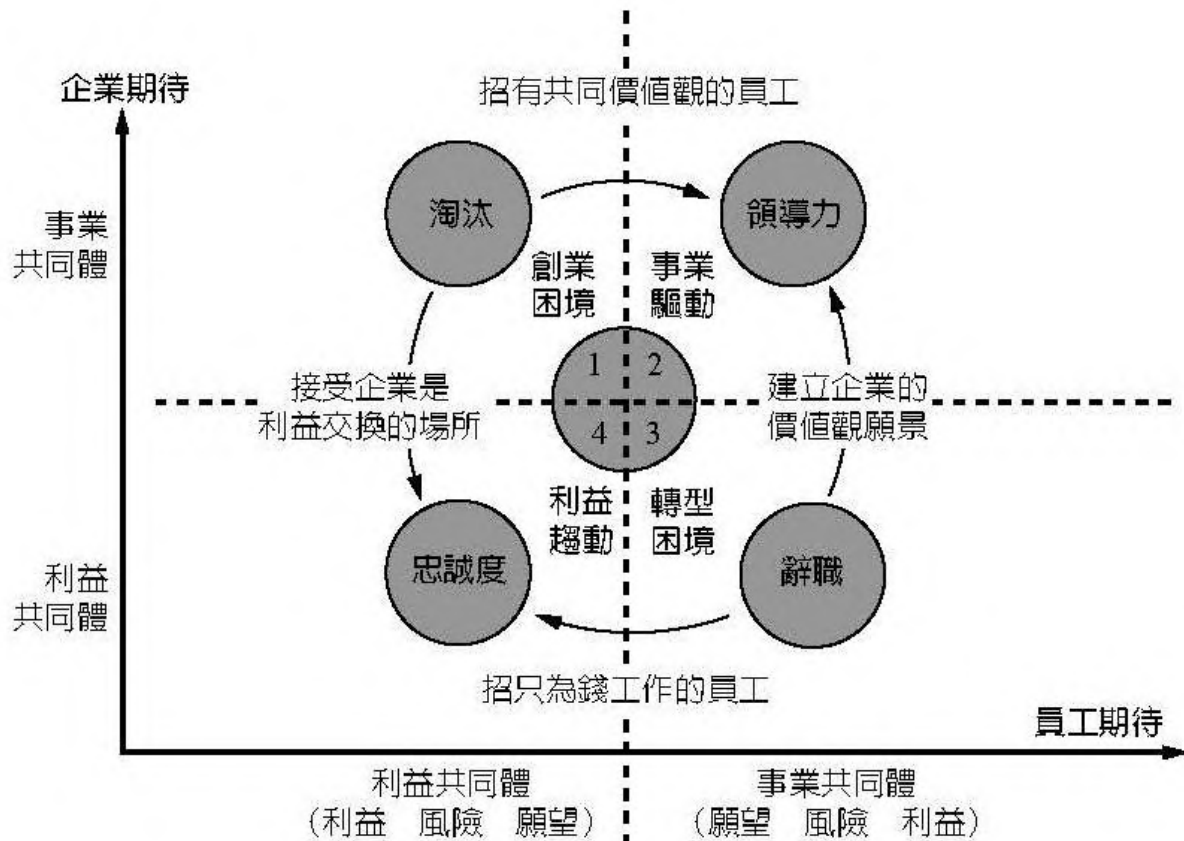 企業期待
招有共同價值觀的員工
淘汰
領導力
事業
共同體
創業
困境
事業
驅動
1 2
接受企業是
利益交換的場所
建立企業的
價值觀願景
4 3
利益
趨動
轉型
困境
忠誠度
辭職
利益
共同體
招只為錢工作的員工
員工期待
利益共同體
(利益 風險 願望)
事業共同體
(願望 風險 利益)